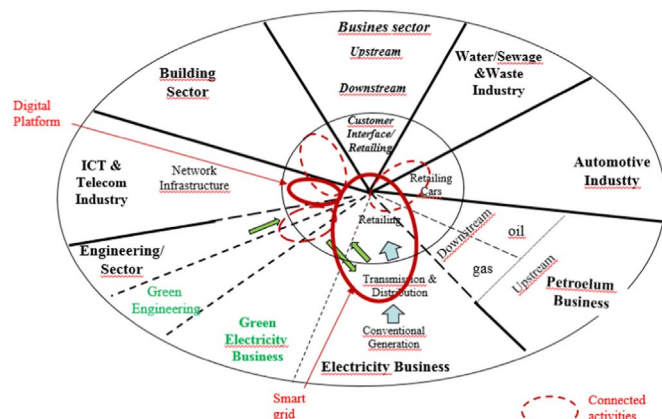 Busines sector
Upstream
Downstream
Customer
Interface/
Retailing
Water/Sewage
&Waste
Industry
Building
Sector
Digital
Platform
ICT &
Telecom
Industry
Network
Infrastructure
Retailing
Cars
Automotive
Industty
Retailing
Downstream
oil
gas
Upstream
Petroelum
Business
Engineering/
Sector
Green
Engineering
Green
Electricity
Business
Transmission &
Distribution
Conventional
Generation
Electricity Business
Smart
grid
Connected
activities